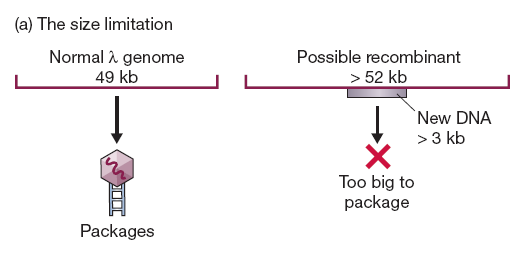 (a) The size limitation
Normal λ genome
49 kb
Packages
Possible recombinant
> 52 kb
New DNA
> 3 kb
Too big to
package